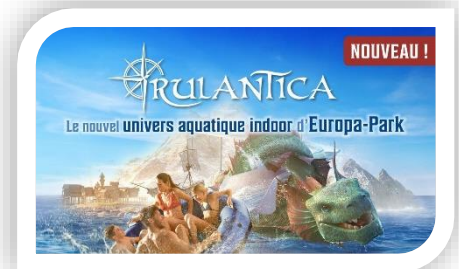 NOUVEAU !
RULANTICA
Le nouvel univers aquatique indoor d'Europa-Park